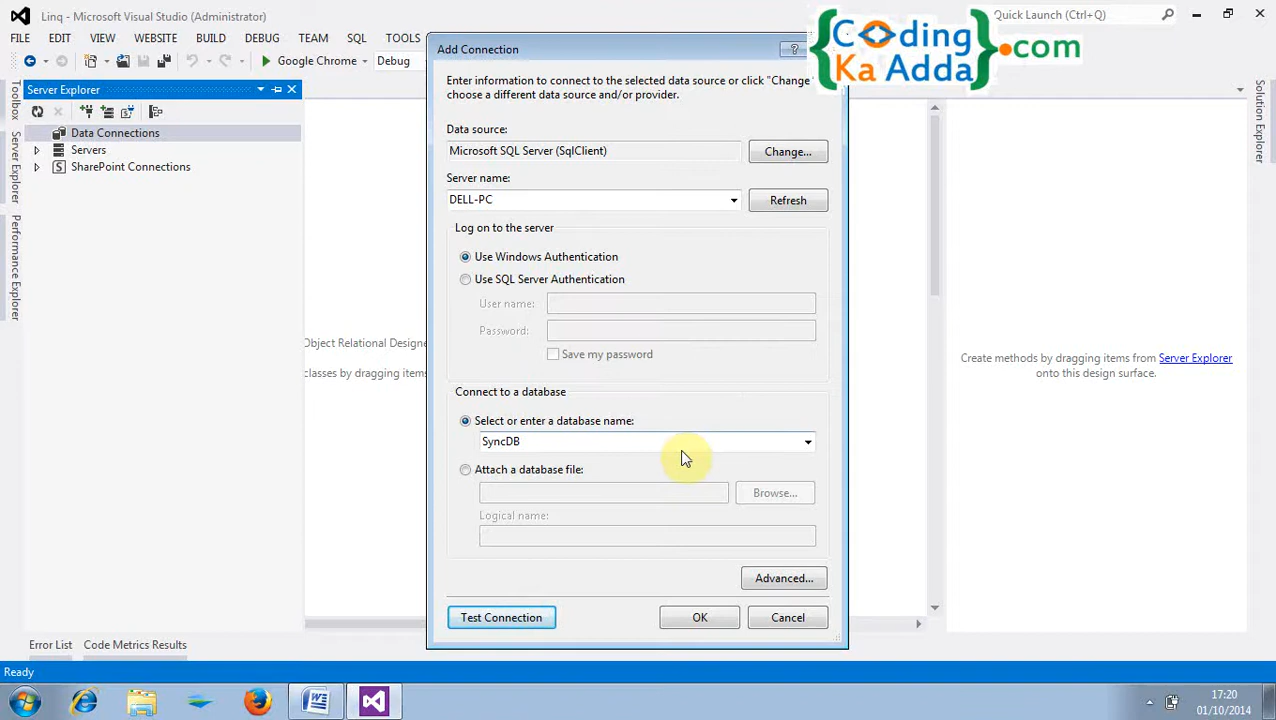 Linq - Microsoft Visual Studio (Administrator)
Quick Launch (Ctrl+Q)
{Coding
Ka Adda}.com
FILE EDIT VIEW WEBSITE BUILD DEBUG TEAM SQL TOOLS
Google Chrome Debug
Server Explorer
Data Connections
Servers
SharePoint Connections
Toolbox
Server Explorer
Performance Explorer
Solution Explorer
Object Relational Designe
classes by dragging items
Add Connection
?
Enter information to connect to the selected data source or click "Change"
choose a different data source and/or provider.
Data source:
Microsoft SQL Server (SqlClient)
Change...
Server name:
DELL-PC
Refresh
Log on to the server
Use Windows Authentication
Use SQL Server Authentication
User name:
Password:
Save my password
Connect to a database
Select or enter a database name:
SyncDB
Attach a database file:
Browse...
Logical name:
Advanced...
Test Connection
OK
Cancel
Create methods by dragging items from Server Explorer
onto this design surface.
Error List Code Metrics Results
Ready
17:20
01/10/2014